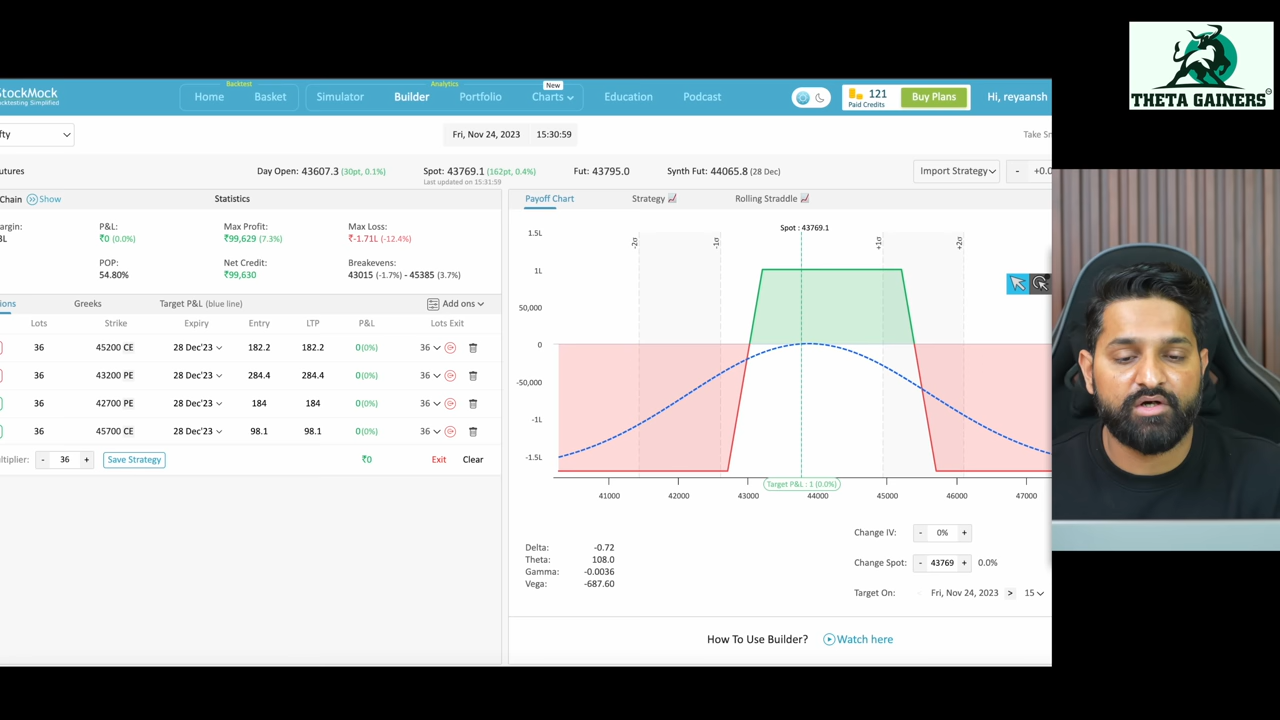 THETA GAINERS
StockMock
Backtest
Analytics
New
Home Basket Simulator Builder Portfolio Charts Education Podcast
121
Paid Credits
Buy Plans
Hi, reyaansh
cktesting Simplified
fty
Fri, Nov 24, 2023 15:30:59
Take Sn
utures
Day Open: 43607.3 (30pt, 0.1%)
Spot: 43769.1 (162pt, 0.4%)
Last updated on 15:31:59
Fut: 43795.0
Synth Fut: 44065.8 (28 Dec)
Import Strategy
- +0.0
Chain Show
Statistics
Payoff Chart Strategy Rolling Straddle
argin:
P&L:
₹0 (0.0%)
Max Profit:
₹99,629 (7.3%)
Max Loss:
₹-1.71L (-12.4%)
POP:
54.80%
Net Credit:
₹99,630
Breakevens:
43015 (-1.7%) - 45385 (3.7%)
ions Greeks Target P&L (blue line) Add ons
Lots Strike Expiry Entry LTP P&L Lots Exit
36 45200 CE 28 Dec'23 182.2 182.2 0(0%) 36
36 43200 PE 28 Dec'23 284.4 284.4 0(0%) 36
36 42700 PE 28 Dec'23 184 184 0(0%) 36
36 45700 CE 28 Dec'23 98.1 98.1 0(0%) 36
ltiplier: - 36 + Save Strategy ₹0 Exit Clear
Spot : 43769.1
-2σ -1σ +1σ +2σ
1.5L
1L
50,000
0
-50,000
-1L
-1.5L
Target P&L : 1 (0.0%)
41000 42000 43000 44000 45000 46000 47000
Delta: -0.72
Theta: 108.0
Gamma: -0.0036
Vega: -687.60
Change IV: - 0% +
Change Spot: - 43769 + 0.0%
Target On: Fri, Nov 24, 2023 > 15
How To Use Builder? Watch here